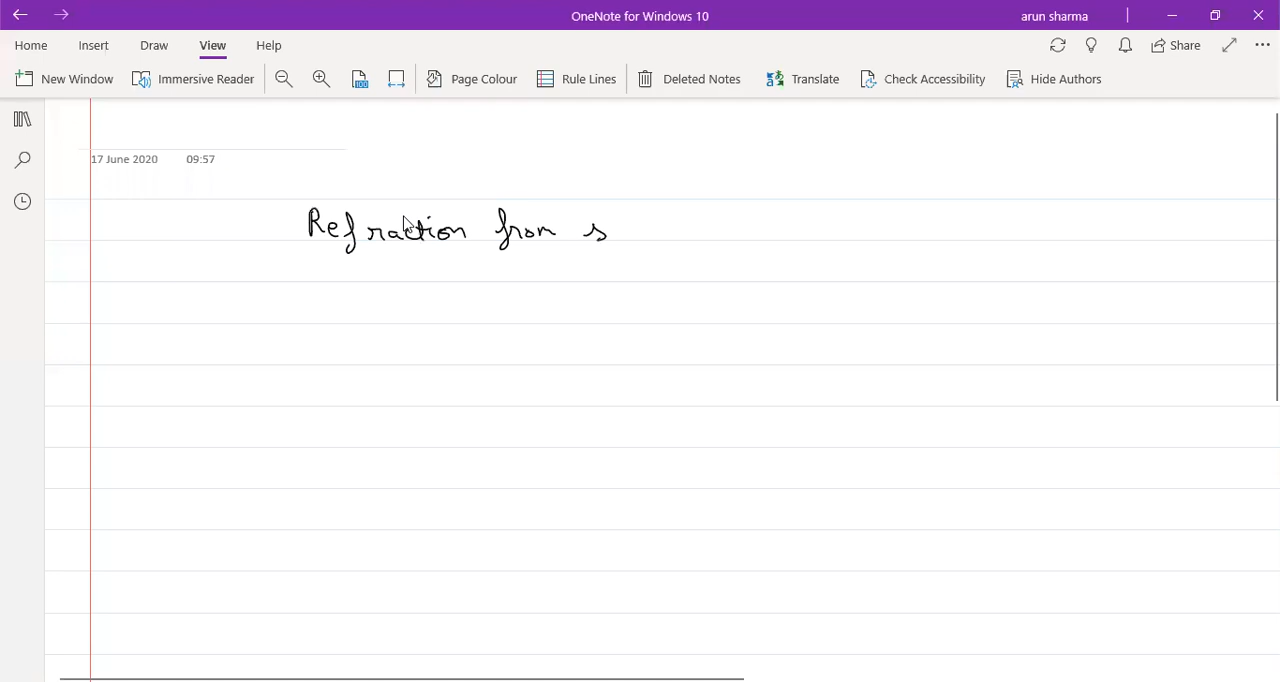 OneNote for Windows 10
arun sharma
Home Insert Draw View Help
Share
New Window Immersive Reader 100 Page Colour Rule Lines Deleted Notes Translate Check Accessibility Hide Authors
17 June 2020 09:57
Refraction from s